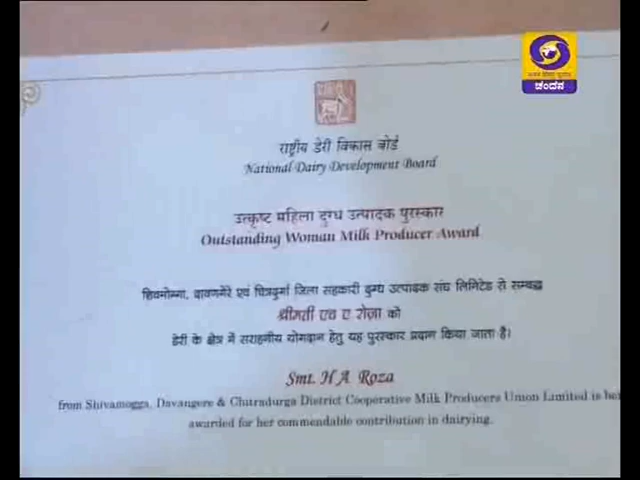 ಚಂದನ
राष्ट्रीय डेरी विकास बोर्ड
National Dairy Development Board
उत्कृष्ट महिला दुग्ध उत्पादक पुरस्कार
Outstanding Woman Milk Producer Award
शिवमोग्गा, दावणगेरे एवं चित्रदुर्गा जिला सहकारी दुग्ध उत्पादक संघ लिमिटेड से सम्बद्ध
श्रीमती एच ए रोज़ा को
डेरी के क्षेत्र में सराहनीय योगदान हेतु यह पुरस्कार प्रदान किया जाता है।
Smt. H A Roza
from Shivamogga, Davangere & Chitradurga District Cooperative Milk Producers Union Limited is
awarded for her commendable contribution in dairying.